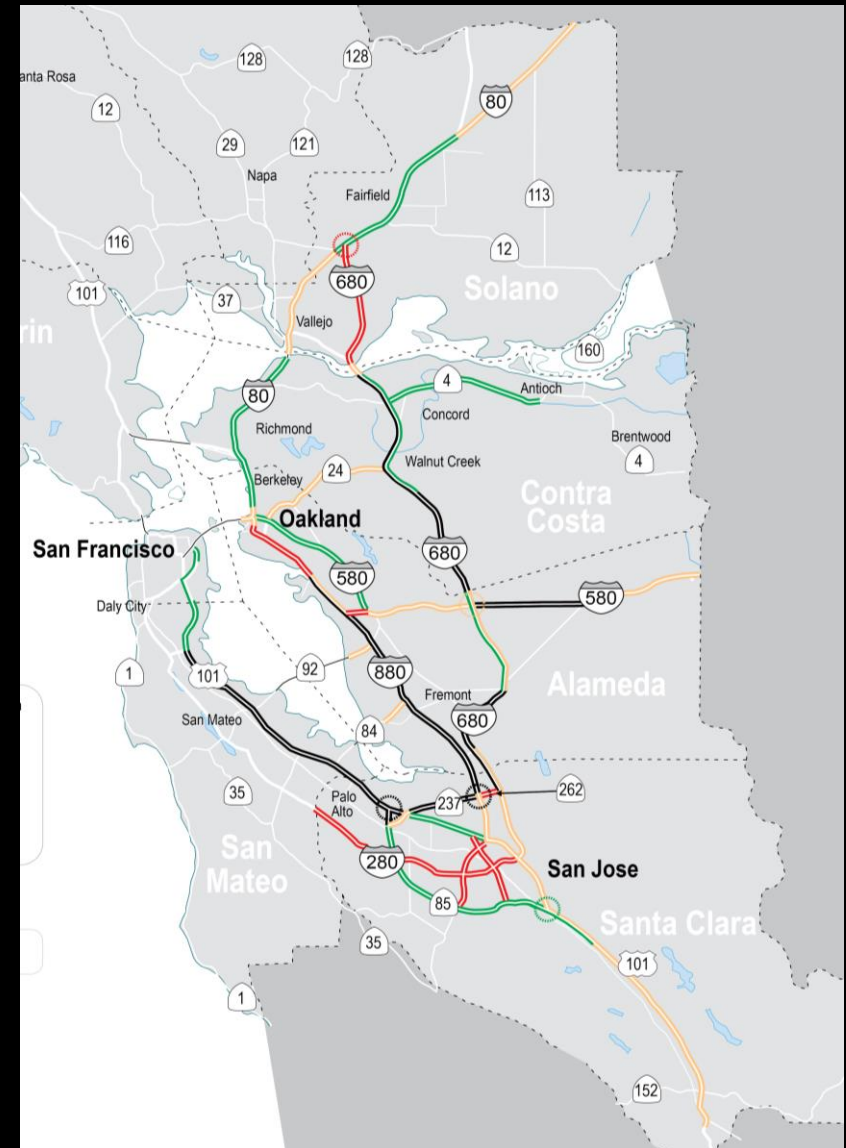 128
128
anta Rosa
80
12
29
121
Napa
Fairfield
113
116
12
680
Solano
101
37
rin
Vallejo
160
4
Antioch
80
Concord
Richmond
Brentwood
24
Walnut Creek
4
Berkeley
Contra
Costa
Oakland
San Francisco
680
580
580
Daly City
1
101
92
880
Alameda
Fremont
680
San Mateo
84
35
Palo
Alto
237
262
San
Mateo
280
San Jose
85
Santa Clara
35
101
1
152